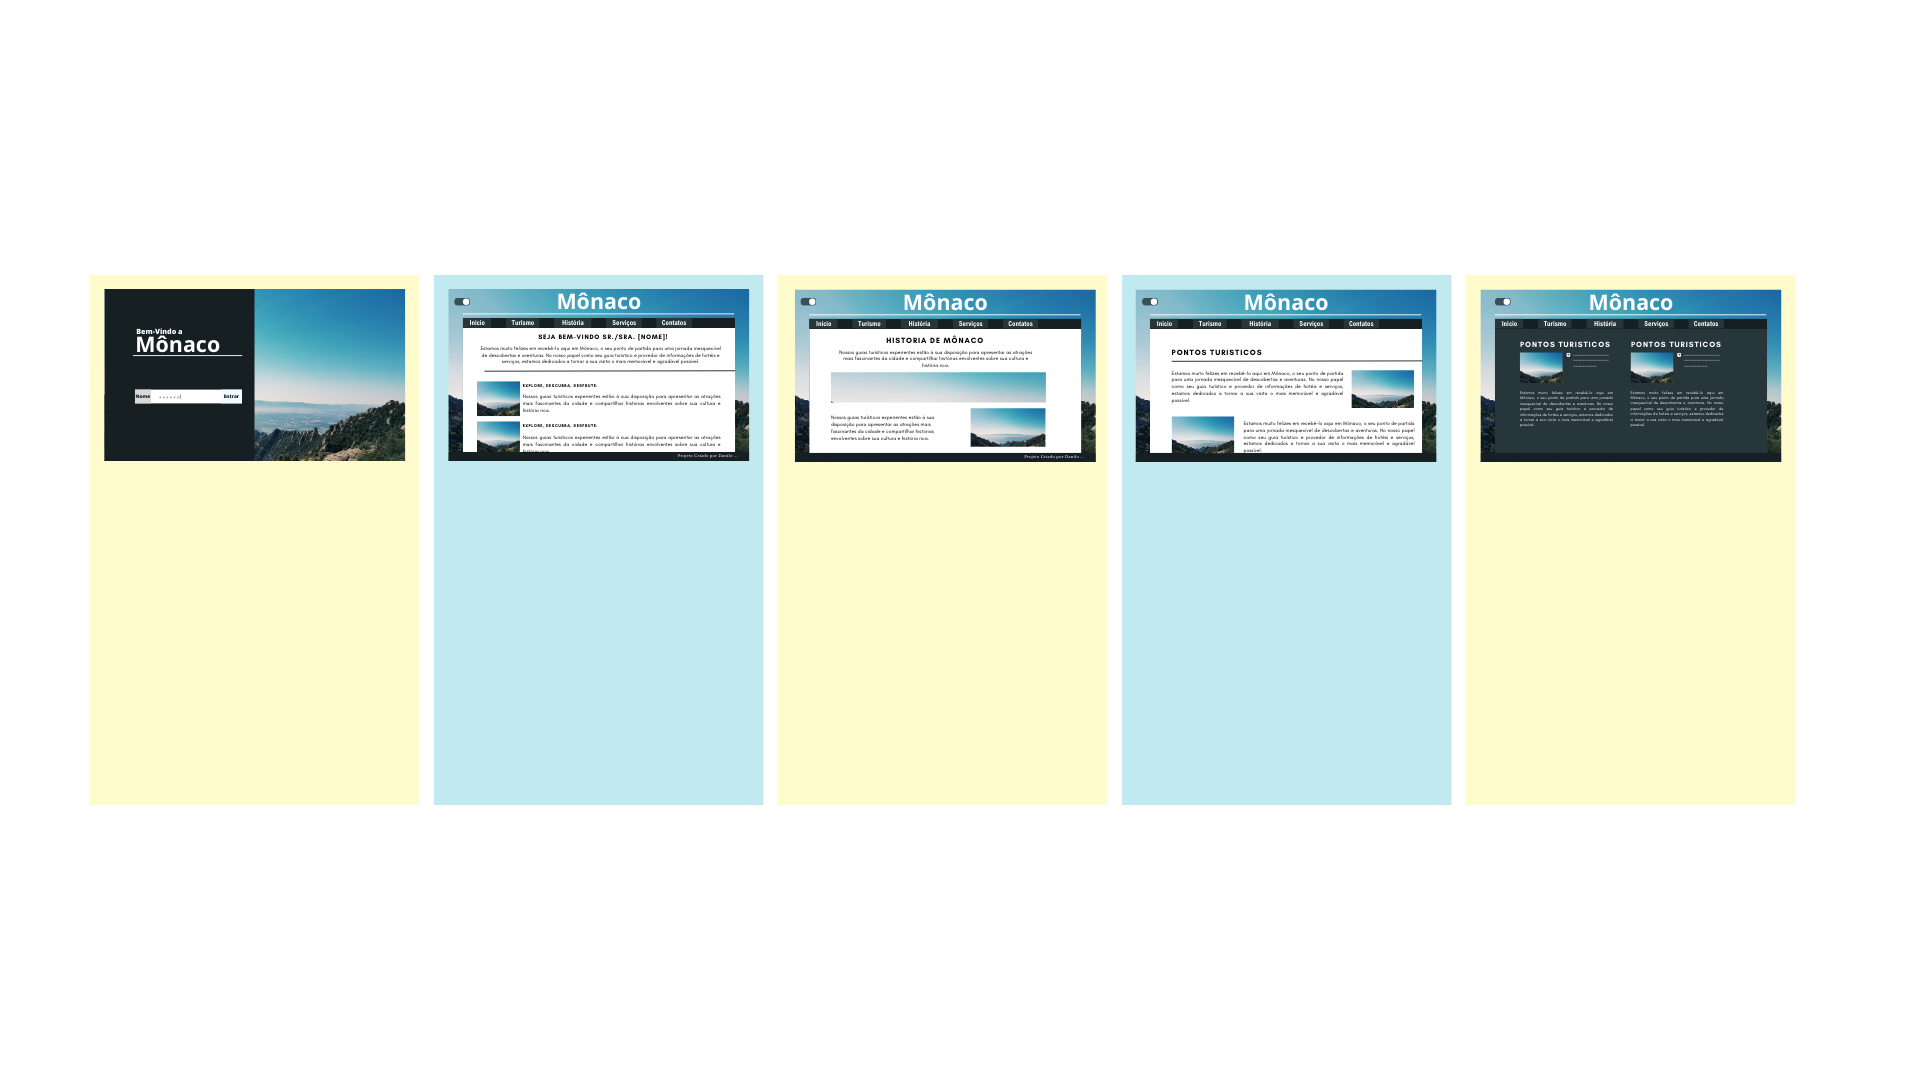 Bem-Vindo a
Mônaco
Nome
Entrar
Mônaco
Início Turismo História Serviços Contatos
SEJA BEM-VINDO SR./SRA. [NOME]!
Estamos muito felizes em recebê-lo aqui em Mônaco, o seu ponto de partida para uma jornada inesquecível
de descobertas e aventuras. No nosso papel como seu guia turístico e provedor de informações de hotéis e
serviços, estamos dedicados a tornar a sua visita o mais memorável e agradável possível.
EXPLORE, DESCUBRA, DESFRUTE:
Nossos guias turísticos experientes estão à sua disposição para apresentar as atrações
mais fascinantes da cidade e compartilhar histórias envolventes sobre sua cultura e
história rica.
EXPLORE, DESCUBRA, DESFRUTE:
Nossos guias turísticos experientes estão à sua disposição para apresentar as atrações
mais fascinantes da cidade e compartilhar histórias envolventes sobre sua cultura e
história rica.
Projeto Criado por Danilo ...
Mônaco
Início Turismo História Serviços Contatos
HISTORIA DE MÔNACO
Nossos guias turísticos experientes estão à sua disposição para apresentar as atrações
mais fascinantes da cidade e compartilhar histórias envolventes sobre sua cultura e
história rica.
Nossos guias turísticos experientes estão à sua
disposição para apresentar as atrações mais
fascinantes da cidade e compartilhar histórias
envolventes sobre sua cultura e história rica.
Projeto Criado por Danilo ...
Mônaco
Início Turismo História Serviços Contatos
PONTOS TURISTICOS
Estamos muito felizes em recebê-lo aqui em Mônaco, o seu ponto de partida
para uma jornada inesquecível de descobertas e aventuras. No nosso papel
como seu guia turístico e provedor de informações de hotéis e serviços,
estamos dedicados a tornar a sua visita o mais memorável e agradável
possível.
Estamos muito felizes em recebê-lo aqui em Mônaco, o seu ponto de partida
para uma jornada inesquecível de descobertas e aventuras. No nosso papel
como seu guia turístico e provedor de informações de hotéis e serviços,
estamos dedicados a tornar a sua visita o mais memorável e agradável
possível.
Mônaco
Início Turismo História Serviços Contatos
PONTOS TURISTICOS
Estamos muito felizes em recebê-lo aqui em
Mônaco, o seu ponto de partida para uma jornada
inesquecível de descobertas e aventuras. No nosso
papel como seu guia turístico e provedor de
informações de hotéis e serviços, estamos dedicados
a tornar a sua visita o mais memorável e agradável
possível.
PONTOS TURISTICOS
Estamos muito felizes em recebê-lo aqui em
Mônaco, o seu ponto de partida para uma jornada
inesquecível de descobertas e aventuras. No nosso
papel como seu guia turístico e provedor de
informações de hotéis e serviços, estamos dedicados
a tornar a sua visita o mais memorável e agradável
possível.